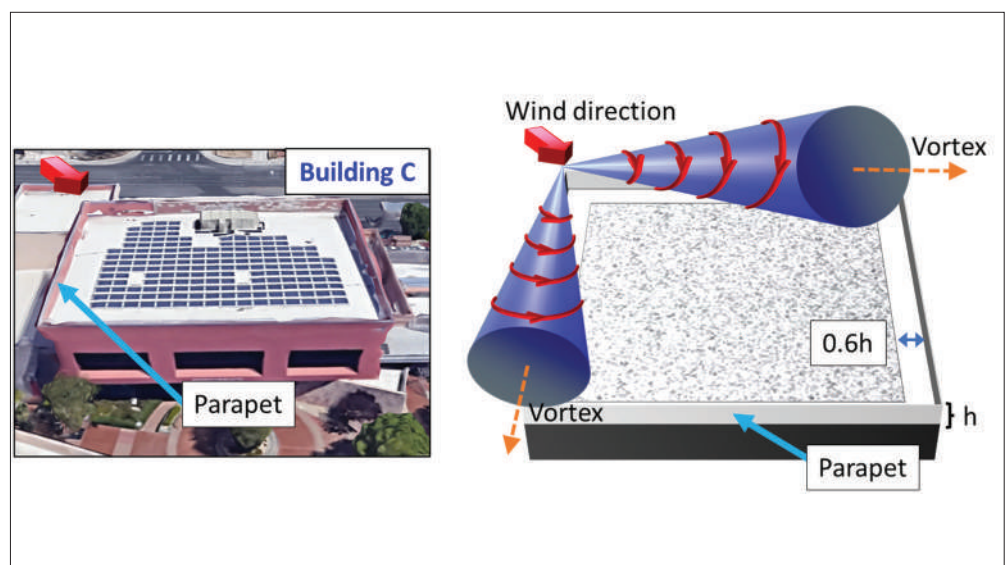 Building C
Parapet
Wind direction
Vortex
0.6h
Vortex
h
Parapet